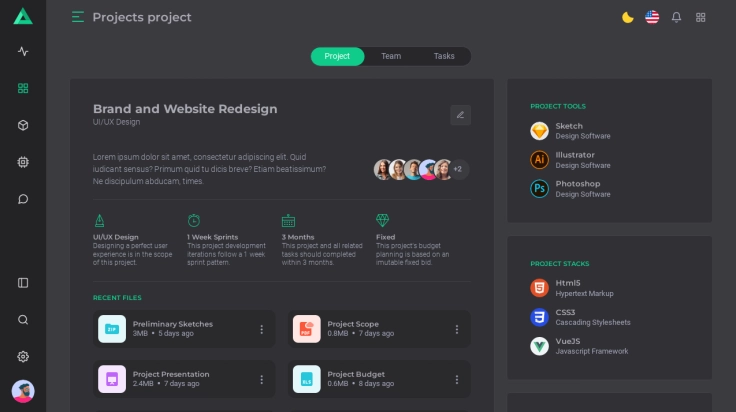 Projects project
Project
Team
Tasks
Brand and Website Redesign
UI/UX Design
Lorem ipsum dolor sit amet, consectetur adipiscing elit. Quid
iudicant sensus? Primum quid tu dicis breve? Etiam beatissimum?
Ne discipulum abducam, times.
+2
UI/UX Design
Designing a perfect user
experience is in the scope
of this project.
1 Week Sprints
This project development
iterations follow a 1 week
sprint pattern.
3 Months
This project and all related
tasks should completed
within 3 months.
Fixed
This project's budget
planning is based on an
imutable fixed bid.
RECENT FILES
ZIP
Preliminary Sketches
3MB • 5 days ago
PDF
Project Scope
0.8MB • 7 days ago
Project Presentation
2.4MB • 7 days ago
XLS
Project Budget
0.6MB • 8 days ago
PROJECT TOOLS
Sketch
Design Software
Ai
Illustrator
Design Software
Ps
Photoshop
Design Software
PROJECT STACKS
Html5
Hypertext Markup
CSS3
Cascading Stylesheets
VueJS
Javascript Framework